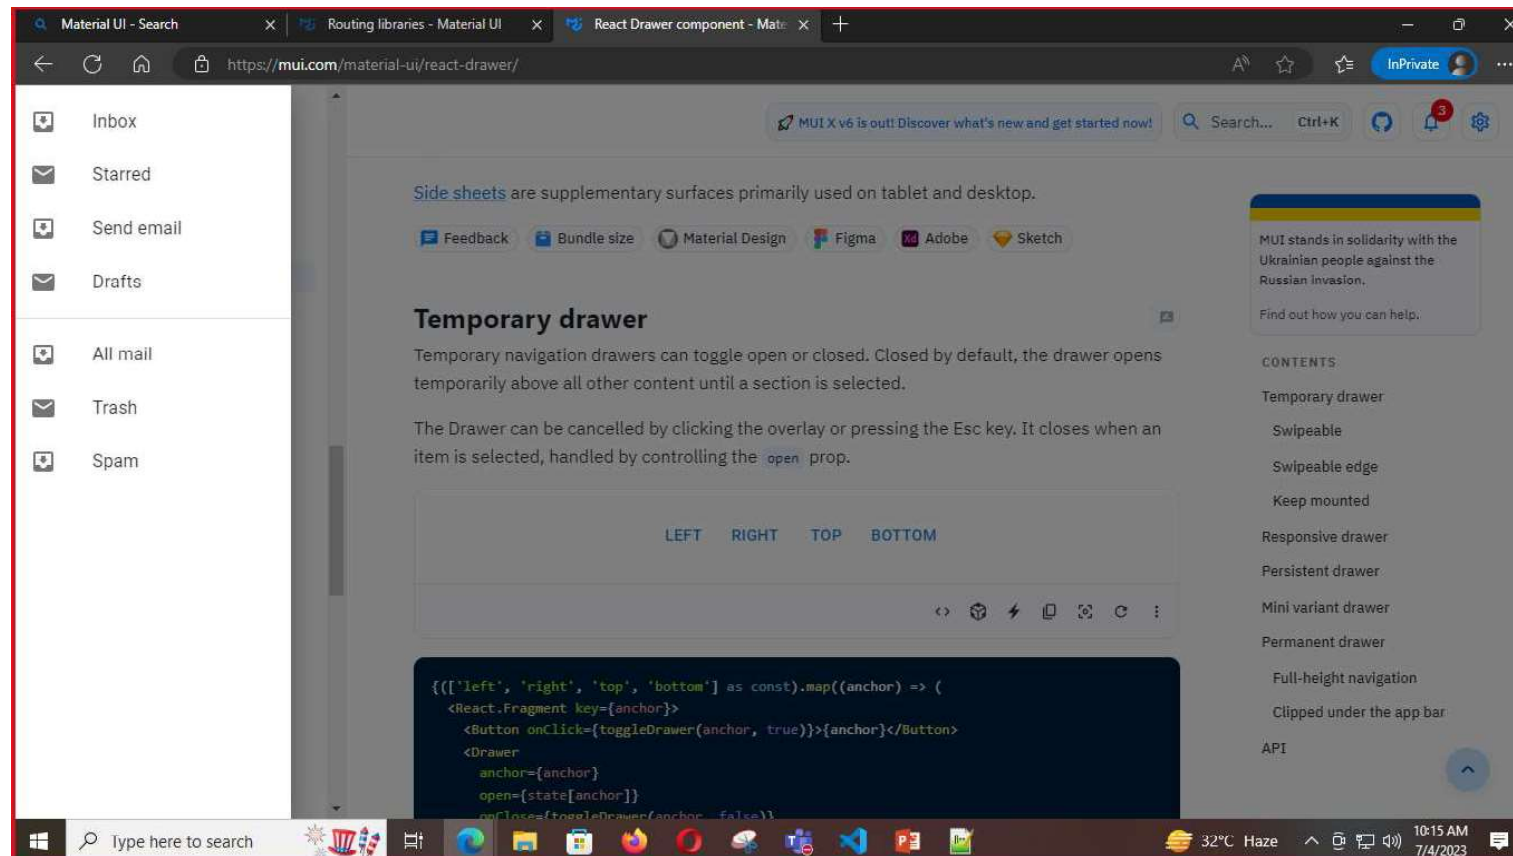 Material UI - Search
Routing libraries - Material UI
React Drawer component - Mate
https://mui.com/material-ui/react-drawer/
InPrivate
Inbox
Starred
Send email
Drafts
All mail
Trash
Spam
MUI X v6 is out! Discover what's new and get started now!
Search...
Ctrl+K
3
Side sheets are supplementary surfaces primarily used on tablet and desktop.
Feedback
Bundle size
Material Design
Figma
Xd Adobe
Sketch
Temporary drawer
Temporary navigation drawers can toggle open or closed. Closed by default, the drawer opens
temporarily above all other content until a section is selected.
The Drawer can be cancelled by clicking the overlay or pressing the Esc key. It closes when an
item is selected, handled by controlling the open prop.
LEFT RIGHT TOP BOTTOM
{(['left', 'right', 'top', 'bottom'] as const).map((anchor) => (
<React.Fragment key={anchor}>
<Button onClick={toggleDrawer(anchor, true)}>{anchor}</Button>
<Drawer
anchor={anchor}
open={state[anchor]}
onClose={toggleDrawer(anchor, false)}
MUI stands in solidarity with the
Ukrainian people against the
Russian invasion.
Find out how you can help.
CONTENTS
Temporary drawer
Swipeable
Swipeable edge
Keep mounted
Responsive drawer
Persistent drawer
Mini variant drawer
Permanent drawer
Full-height navigation
Clipped under the app bar
API
Type here to search
32°C Haze
10:15 AM
7/4/2023